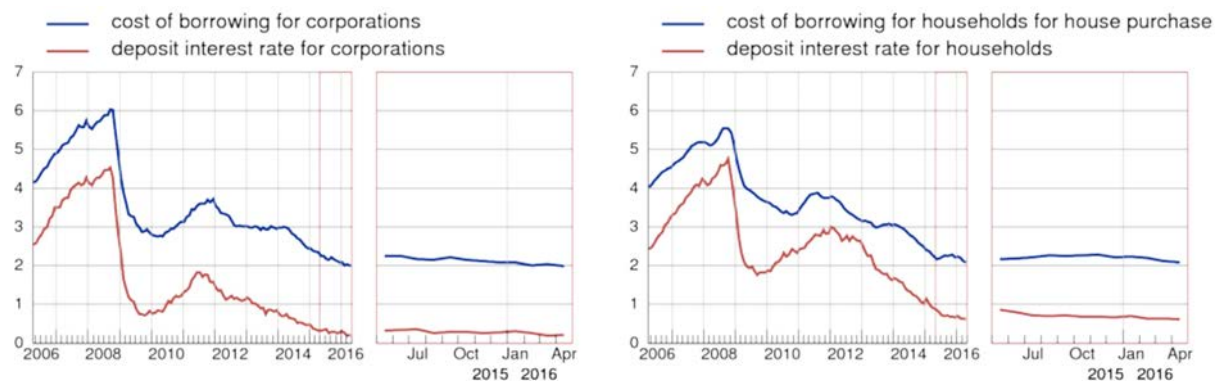 cost of borrowing for corporations
deposit interest rate for corporations
7
6
5
4
3
2
1
0
2006 2008 2010 2012 2014 2016
Jul Oct Jan Apr
2015 2016
cost of borrowing for households for house purchase
deposit interest rate for households
7
6
5
4
3
2
1
0
2006 2008 2010 2012 2014 2016
Jul Oct Jan Apr
2015 2016